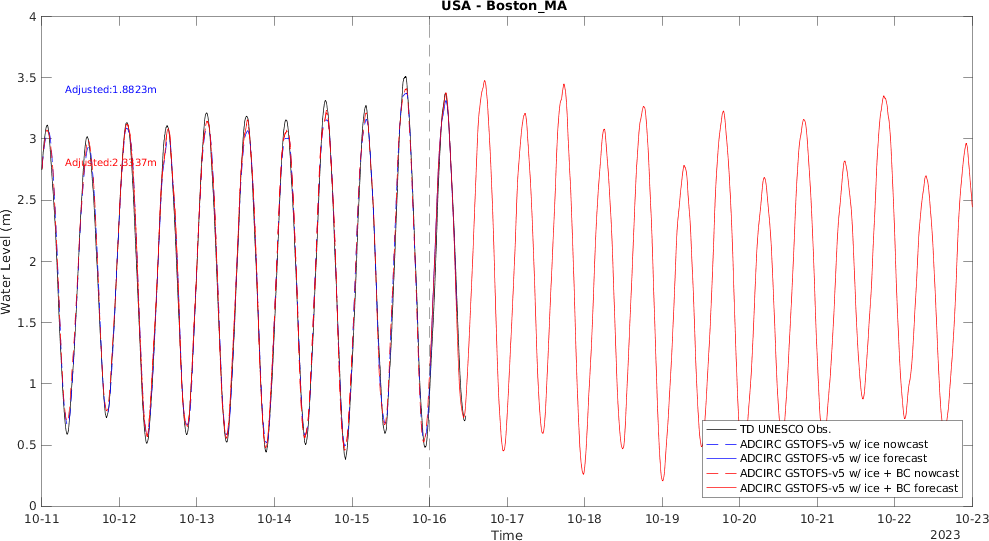 USA - Boston_MA
4
3.5
3
2.5
2
1.5
1
0.5
0
Water Level (m)
Adjusted:1.8823m
Adjusted:2.3337m
TD UNESCO Obs.
ADCIRC GSTOFS-v5 w/ ice nowcast
ADCIRC GSTOFS-v5 w/ ice forecast
ADCIRC GSTOFS-v5 w/ ice + BC nowcast
ADCIRC GSTOFS-v5 w/ ice + BC forecast
10-11 10-12 10-13 10-14 10-15 10-16 10-17 10-18 10-19 10-20 10-21 10-22 10-23
Time
2023